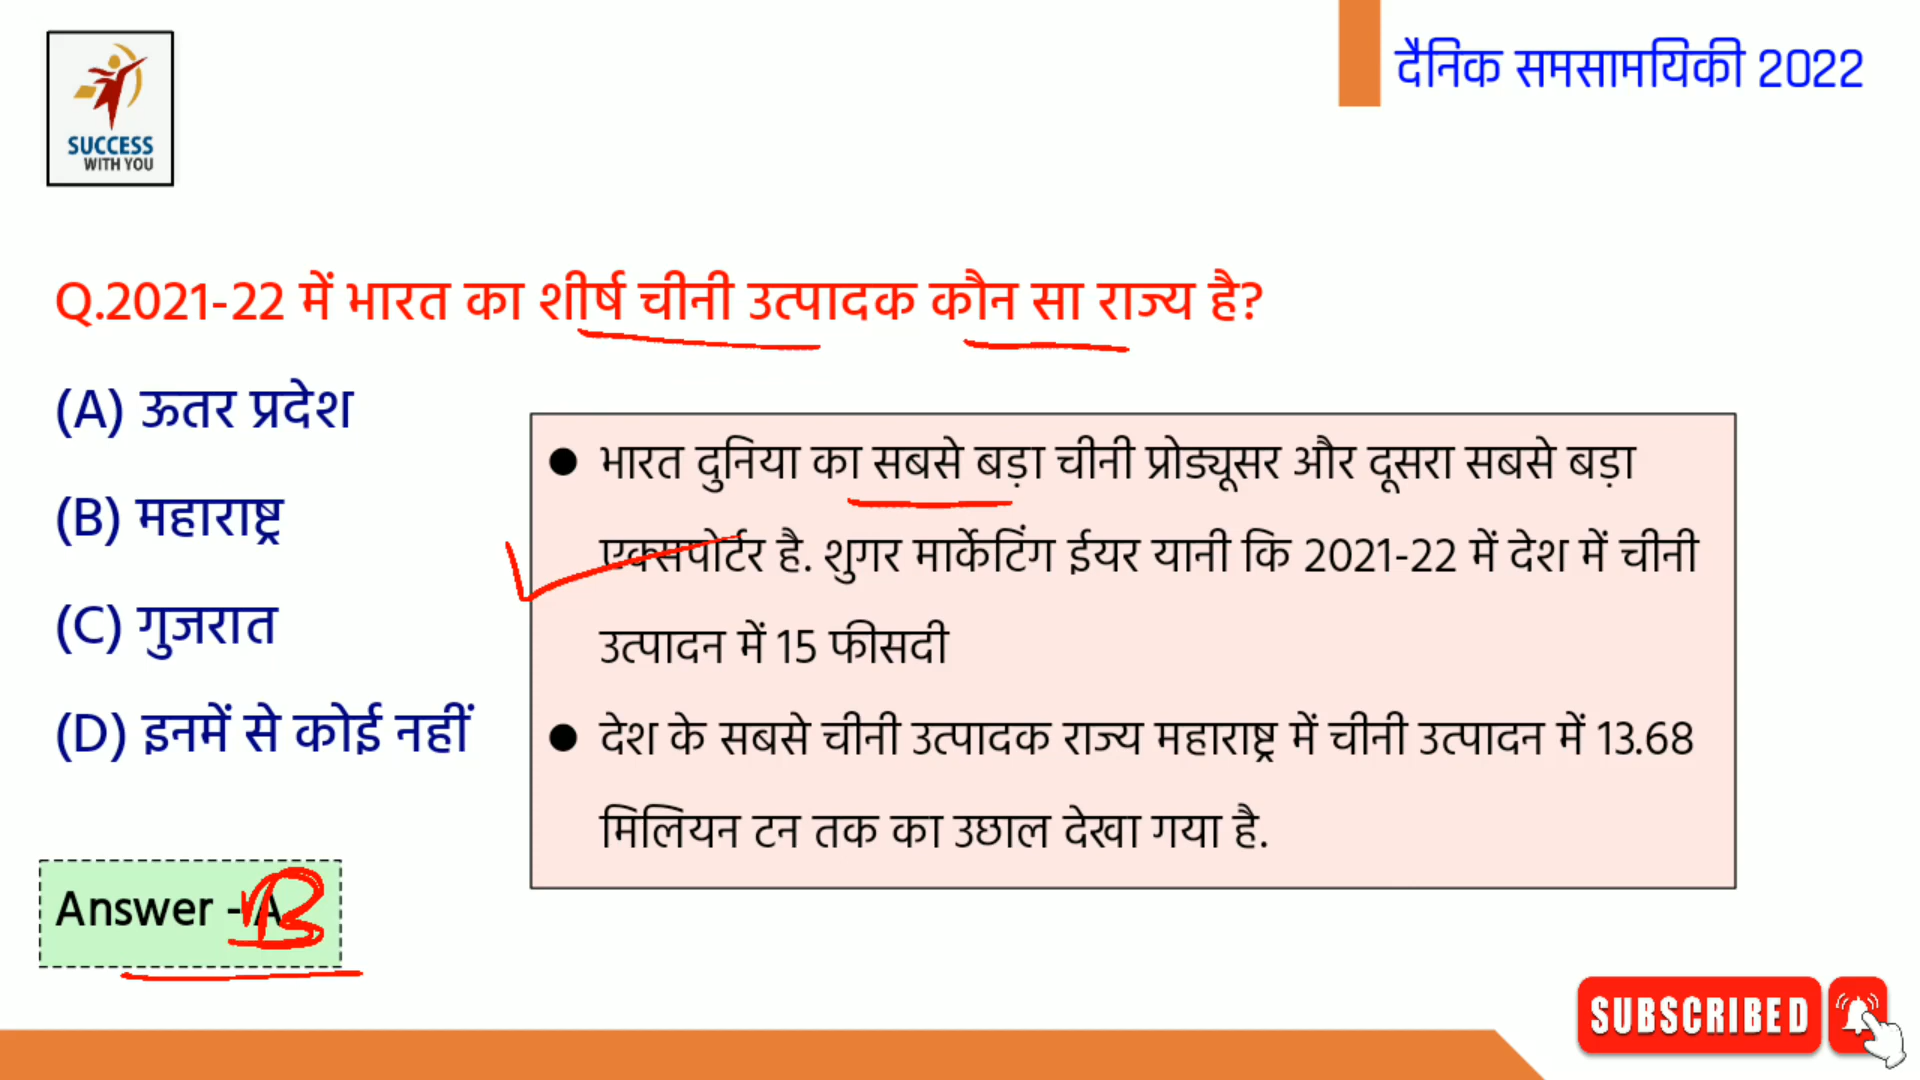 SUCCESS
WITH YOU
दैनिक समसामयिकी 2022
Q.2021-22 में भारत का शीर्ष चीनी उत्पादक कौन सा राज्य है?
(A) ऊतर प्रदेश
(B) महाराष्ट्र
(C) गुजरात
(D) इनमें से कोई नहीं
● भारत दुनिया का सबसे बड़ा चीनी प्रोड्यूसर और दूसरा सबसे बड़ा
एक्सपोर्टर है. शुगर मार्केटिंग ईयर यानी कि 2021-22 में देश में चीनी
उत्पादन में 15 फीसदी
● देश के सबसे चीनी उत्पादक राज्य महाराष्ट्र में चीनी उत्पादन में 13.68
मिलियन टन तक का उछाल देखा गया है.
Answer - A B
SUBSCRIBED